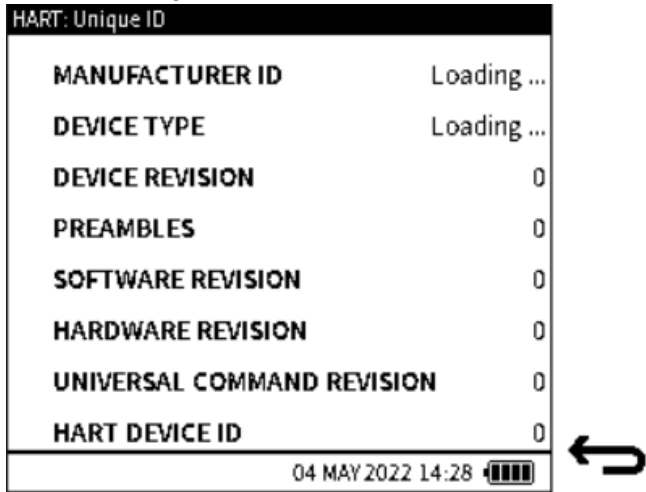 HART: Unique ID
MANUFACTURER ID Loading ...
DEVICE TYPE Loading ...
DEVICE REVISION 0
PREAMBLES 0
SOFTWARE REVISION 0
HARDWARE REVISION 0
UNIVERSAL COMMAND REVISION 0
HART DEVICE ID 0
04 MAY 2022 14:28